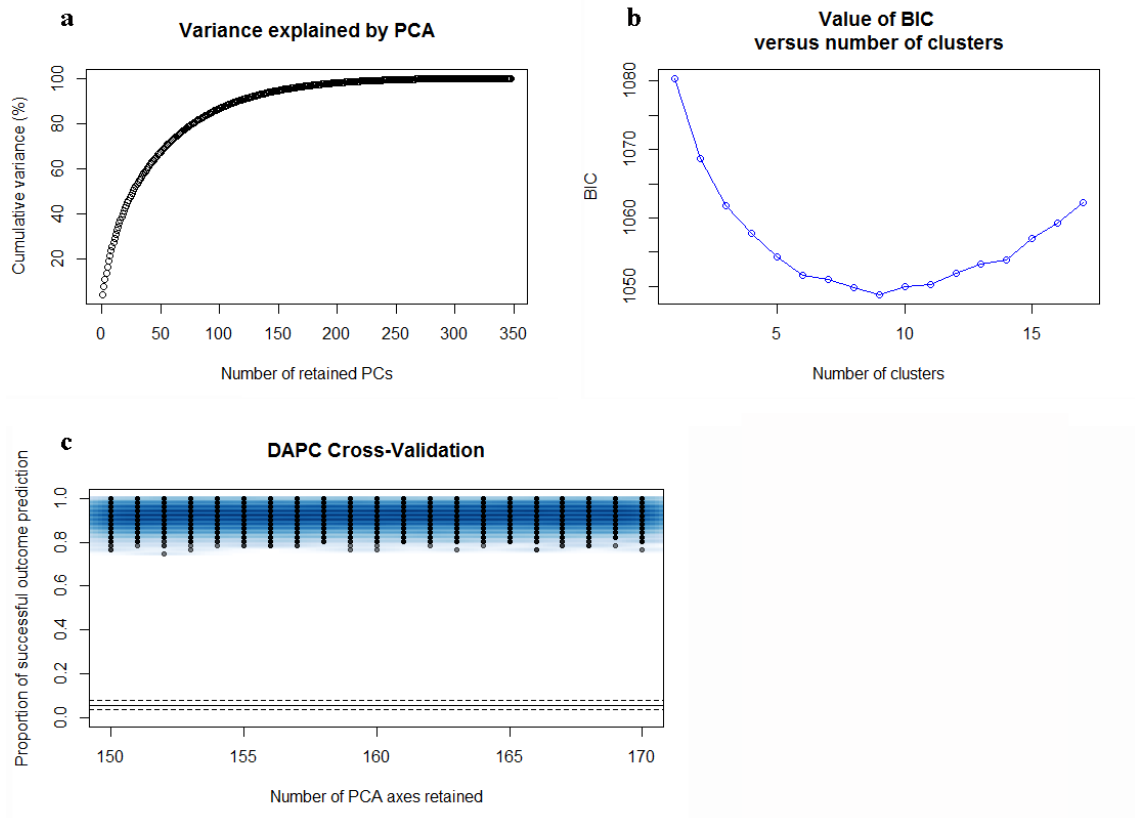 a
Variance explained by PCA
Cumulative variance (%)
20 40 60 80 100
0 50 100 150 200 250 300 350
Number of retained PCs
b
Value of BIC
versus number of clusters
BIC
1050 1060 1070 1080
5 10 15
Number of clusters
c
DAPC Cross-Validation
Proportion of successful outcome prediction
0.0 0.2 0.4 0.6 0.8 1.0
150 155 160 165 170
Number of PCA axes retained